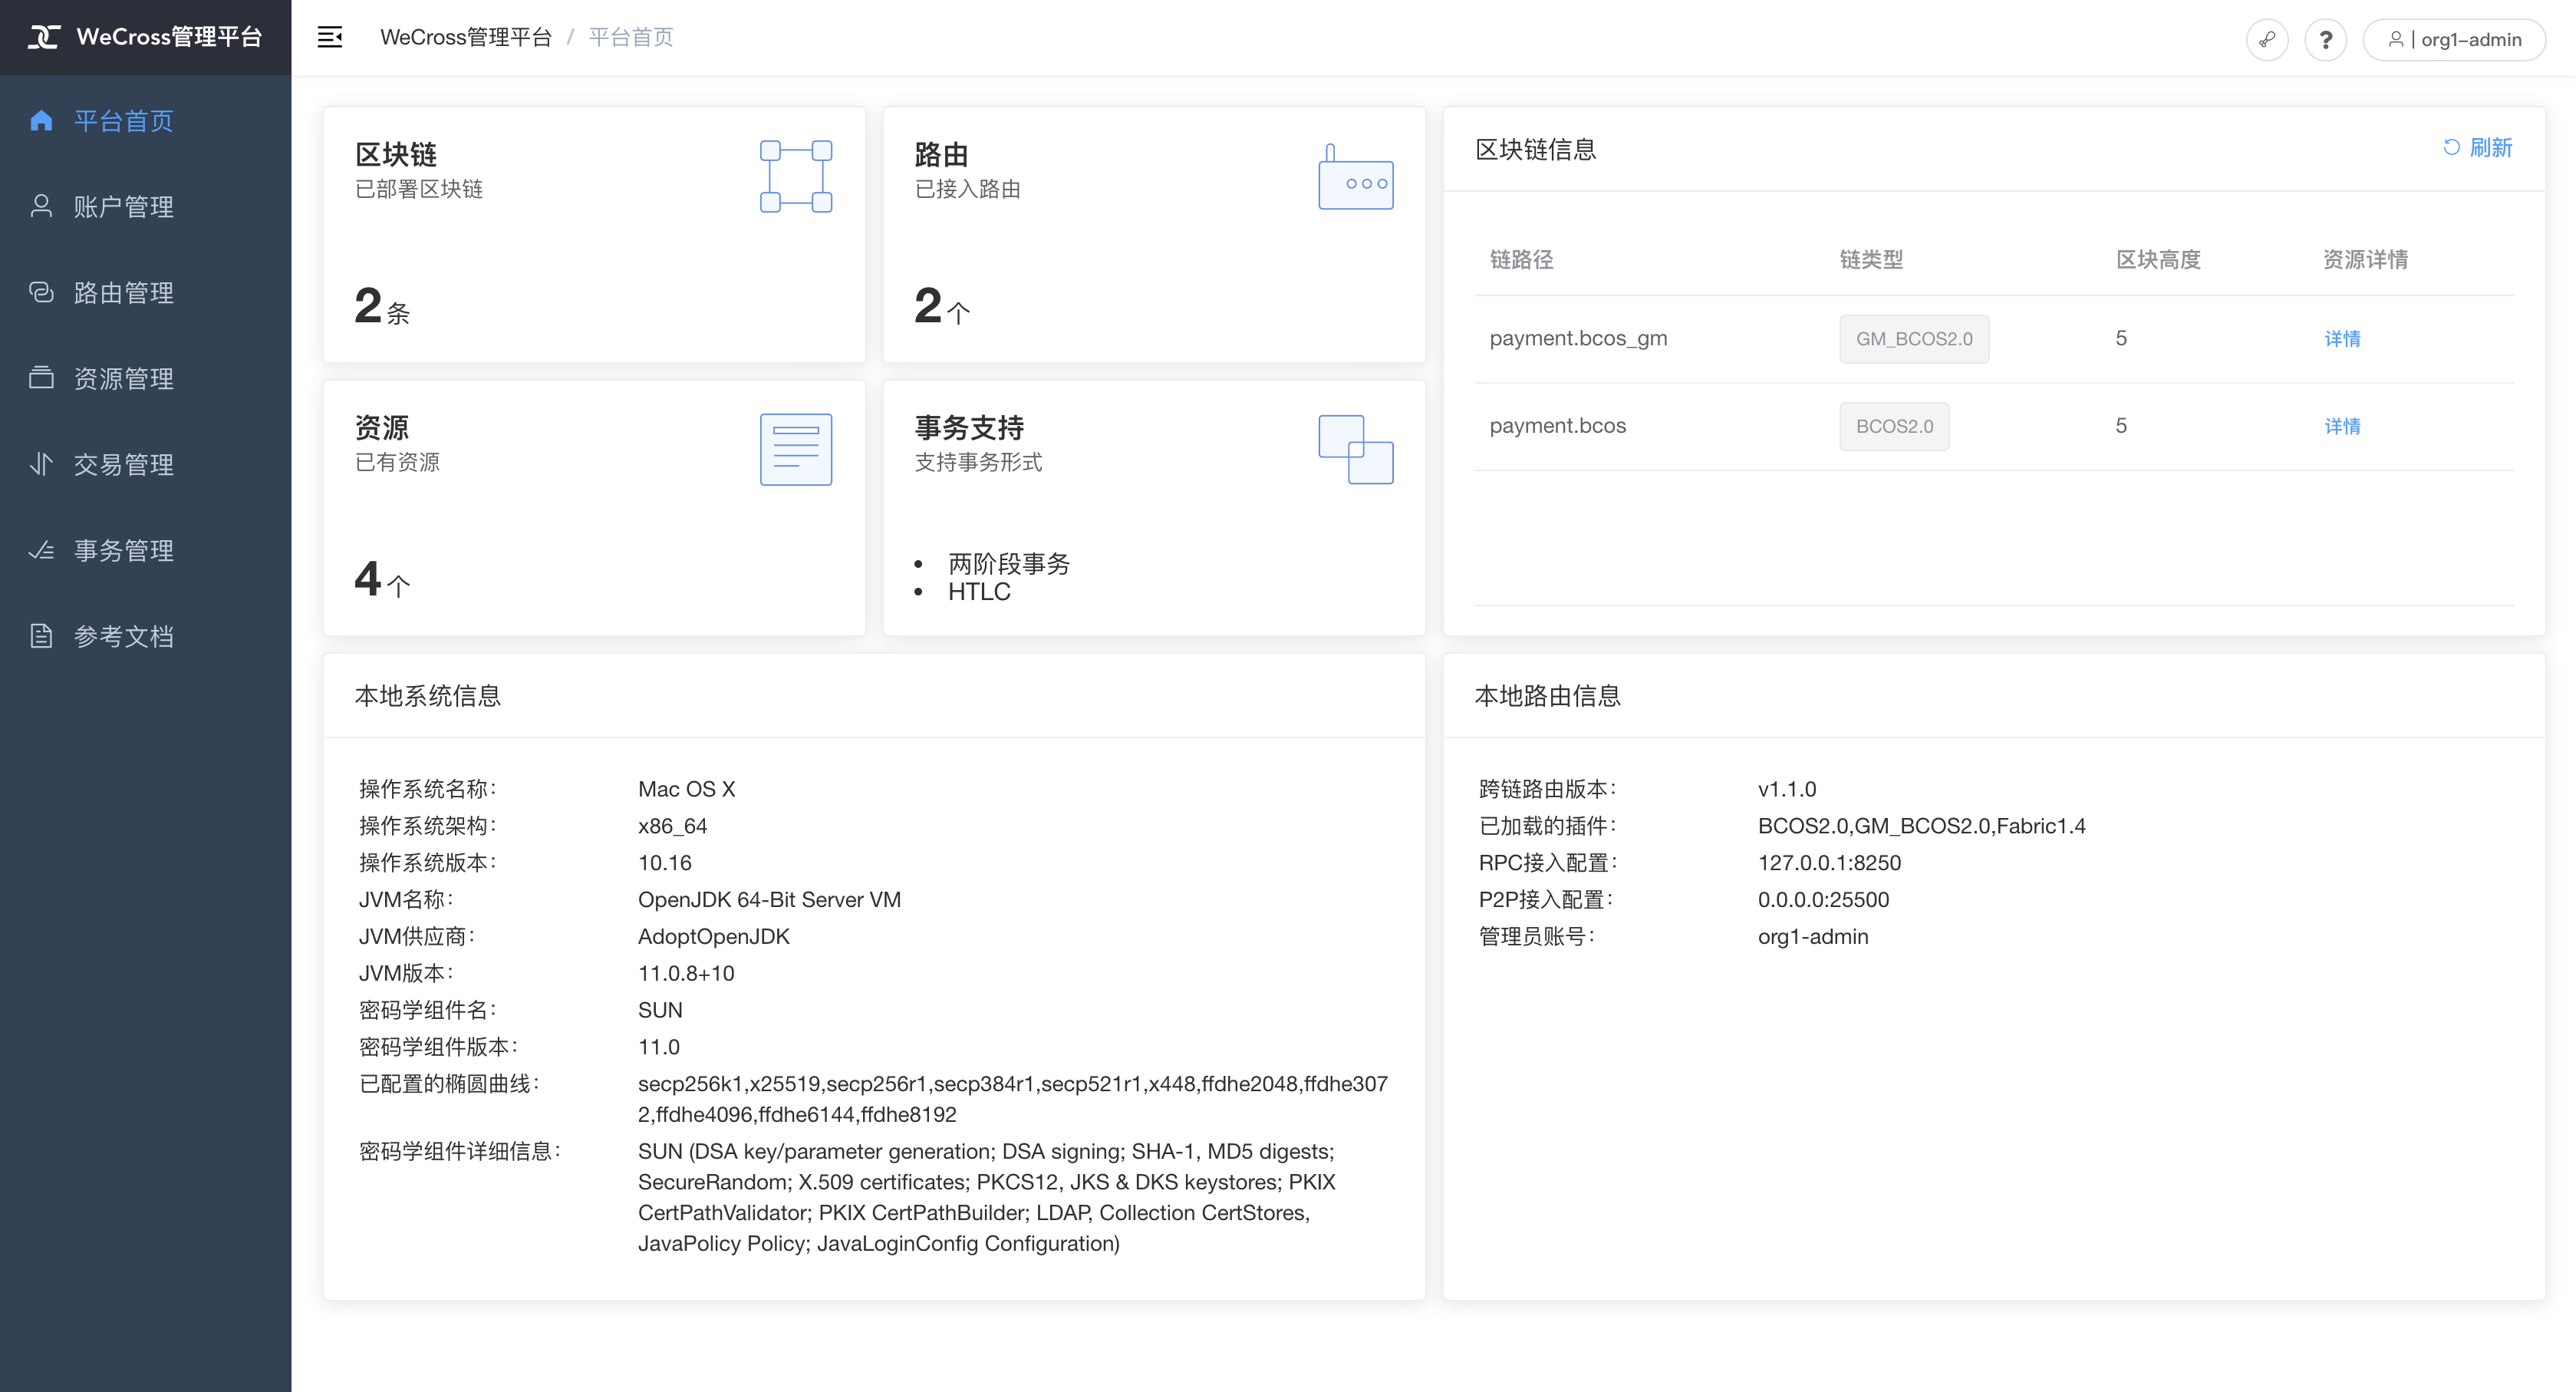 WeCross管理平台
平台首页
账户管理
路由管理
资源管理
交易管理
事务管理
参考文档
WeCross管理平台 / 平台首页
? | org1-admin
区块链
已部署区块链
2条
路由
已接入路由
2个
资源
已有资源
4个
事务支持
支持事务形式
• 两阶段事务
• HTLC
区块链信息 刷新
链路径 链类型 区块高度 资源详情
payment.bcos_gm GM_BCOS2.0 5 详情
payment.bcos BCOS2.0 5 详情
本地系统信息
操作系统名称: Mac OS X
操作系统架构: x86_64
操作系统版本: 10.16
JVM名称: OpenJDK 64-Bit Server VM
JVM供应商: AdoptOpenJDK
JVM版本: 11.0.8+10
密码学组件名: SUN
密码学组件版本: 11.0
已配置的椭圆曲线: secp256k1,x25519,secp256r1,secp384r1,secp521r1,x448,ffdhe2048,ffdhe307
2,ffdhe4096,ffdhe6144,ffdhe8192
密码学组件详细信息: SUN (DSA key/parameter generation; DSA signing; SHA-1, MD5 digests;
SecureRandom; X.509 certificates; PKCS12, JKS & DKS keystores; PKIX
CertPathValidator; PKIX CertPathBuilder; LDAP, Collection CertStores,
JavaPolicy Policy; JavaLoginConfig Configuration)
本地路由信息
跨链路由版本: v1.1.0
已加载的插件: BCOS2.0,GM_BCOS2.0,Fabric1.4
RPC接入配置: 127.0.0.1:8250
P2P接入配置: 0.0.0.0:25500
管理员账号: org1-admin